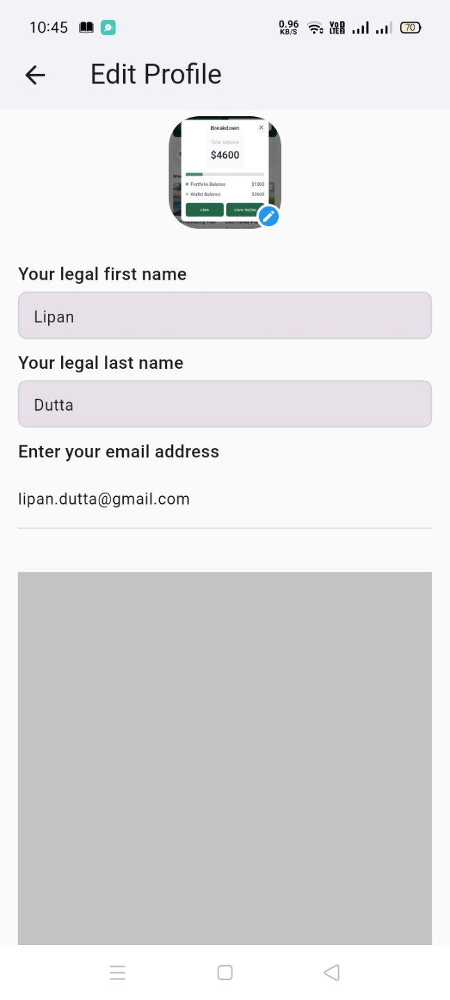 10:45
0.96
KB/S
70
Edit Profile
Breakdown
Total Balance
$4600
Portfolio Balance $1000
Wallet Balance $3600
View View Wallet
Your legal first name
Lipan
Your legal last name
Dutta
Enter your email address
lipan.dutta@gmail.com